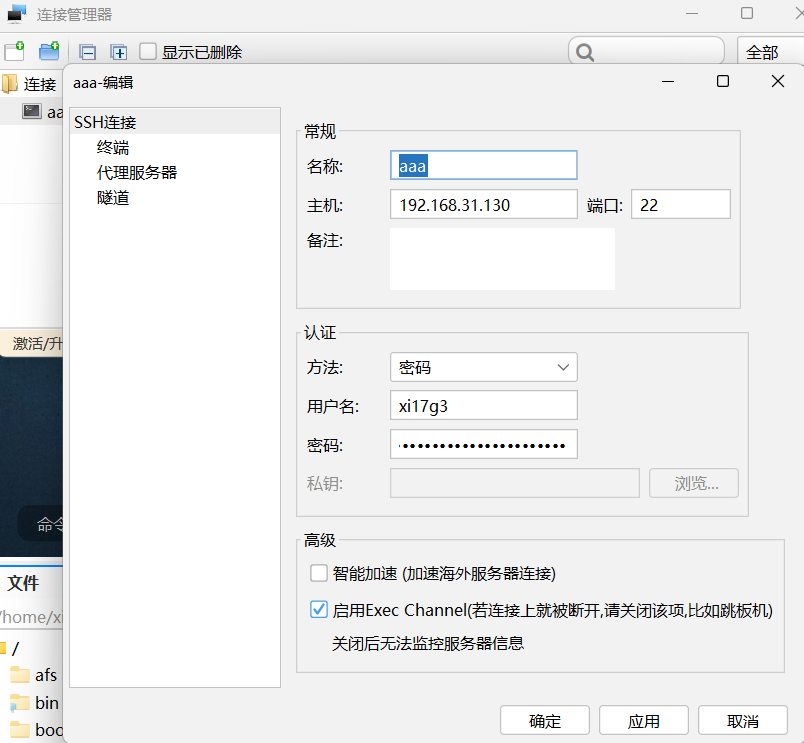 连接管理器
显示已删除
全部
连接
aa
aaa-编辑
SSH连接
终端
代理服务器
隧道
常规
名称: aaa
主机: 192.168.31.130 端口: 22
备注:
认证
方法: 密码
用户名: xi17g3
密码: ••••••••••••••••••••••
私钥: 浏览...
高级
智能加速 (加速海外服务器连接)
启用Exec Channel(若连接上就被断开,请关闭该项,比如跳板机)
关闭后无法监控服务器信息
确定 应用 取消
激活/升
命令
文件
/home/xi
/
afs
bin
boo